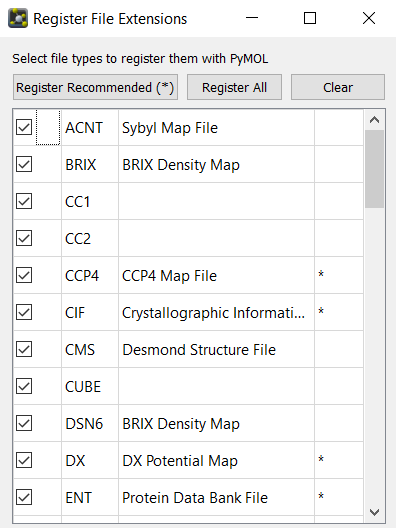 Register File Extensions
Select file types to register them with PyMOL
Register Recommended (*) Register All Clear
ACNT Sybyl Map File
BRIX BRIX Density Map
CC1
CC2
CCP4 CCP4 Map File *
CIF Crystallographic Informati... *
CMS Desmond Structure File
CUBE
DSN6 BRIX Density Map
DX DX Potential Map *
ENT Protein Data Bank File *